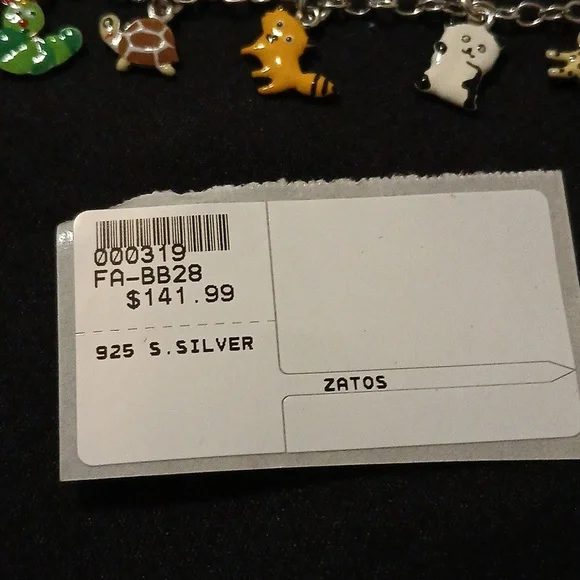 000319
FA-BB28
$141.99
925 S.SILVER
ZATOS